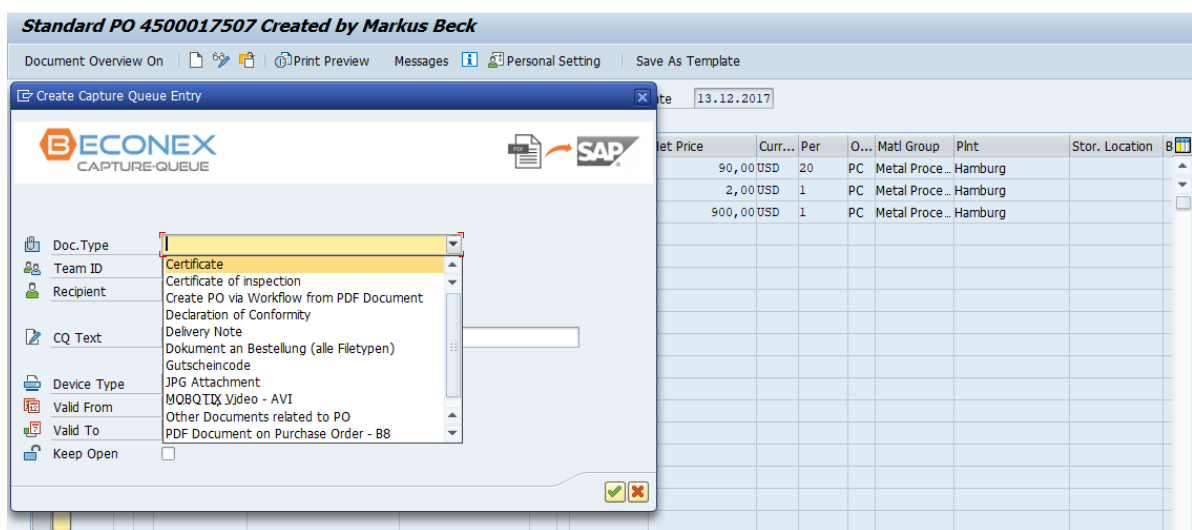 Standard PO 4500017507 Created by Markus Beck
Document Overview On Print Preview Messages Personal Setting Save As Template
Create Capture Queue Entry
13.12.2017
BECONEX
CAPTURE-QUEUE
PDF SAP
Net Price Curr... Per O... Matl Group Plnt Stor. Location B
90,00 USD 20 PC Metal Proce... Hamburg
2,00 USD 1 PC Metal Proce... Hamburg
900,00 USD 1 PC Metal Proce... Hamburg
Doc.Type
Team ID
Recipient
CQ Text
Device Type
Valid From
Valid To
Keep Open
Certificate
Certificate of inspection
Create PO via Workflow from PDF Document
Declaration of Conformity
Delivery Note
Dokument an Bestellung (alle Filetypen)
Gutscheincode
JPG Attachment
MOBOTIX Video - AVI
Other Documents related to PO
PDF Document on Purchase Order - B8